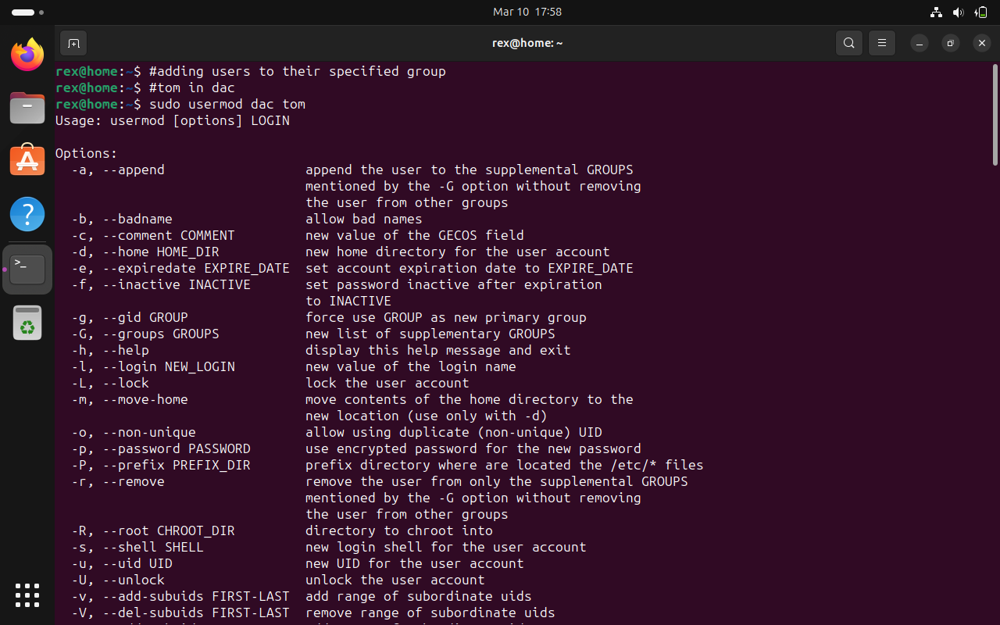 Mar 10 17:58
rex@home: ~
rex@home:~$ #adding users to their specified group
rex@home:~$ #tom in dac
rex@home:~$ sudo usermod dac tom
Usage: usermod [options] LOGIN
Options:
-a, --append append the user to the supplemental GROUPS
mentioned by the -G option without removing
the user from other groups
-b, --badname allow bad names
-c, --comment COMMENT new value of the GECOS field
-d, --home HOME_DIR new home directory for the user account
-e, --expiredate EXPIRE_DATE set account expiration date to EXPIRE_DATE
-f, --inactive INACTIVE set password inactive after expiration
to INACTIVE
-g, --gid GROUP force use GROUP as new primary group
-G, --groups GROUPS new list of supplementary GROUPS
-h, --help display this help message and exit
-l, --login NEW_LOGIN new value of the login name
-L, --lock lock the user account
-m, --move-home move contents of the home directory to the
new location (use only with -d)
-o, --non-unique allow using duplicate (non-unique) UID
-p, --password PASSWORD use encrypted password for the new password
-P, --prefix PREFIX_DIR prefix directory where are located the /etc/* files
-r, --remove remove the user from only the supplemental GROUPS
mentioned by the -G option without removing
the user from other groups
-R, --root CHROOT_DIR directory to chroot into
-s, --shell SHELL new login shell for the user account
-u, --uid UID new UID for the user account
-U, --unlock unlock the user account
-v, --add-subuids FIRST-LAST add range of subordinate uids
-V, --del-subuids FIRST-LAST remove range of subordinate uids